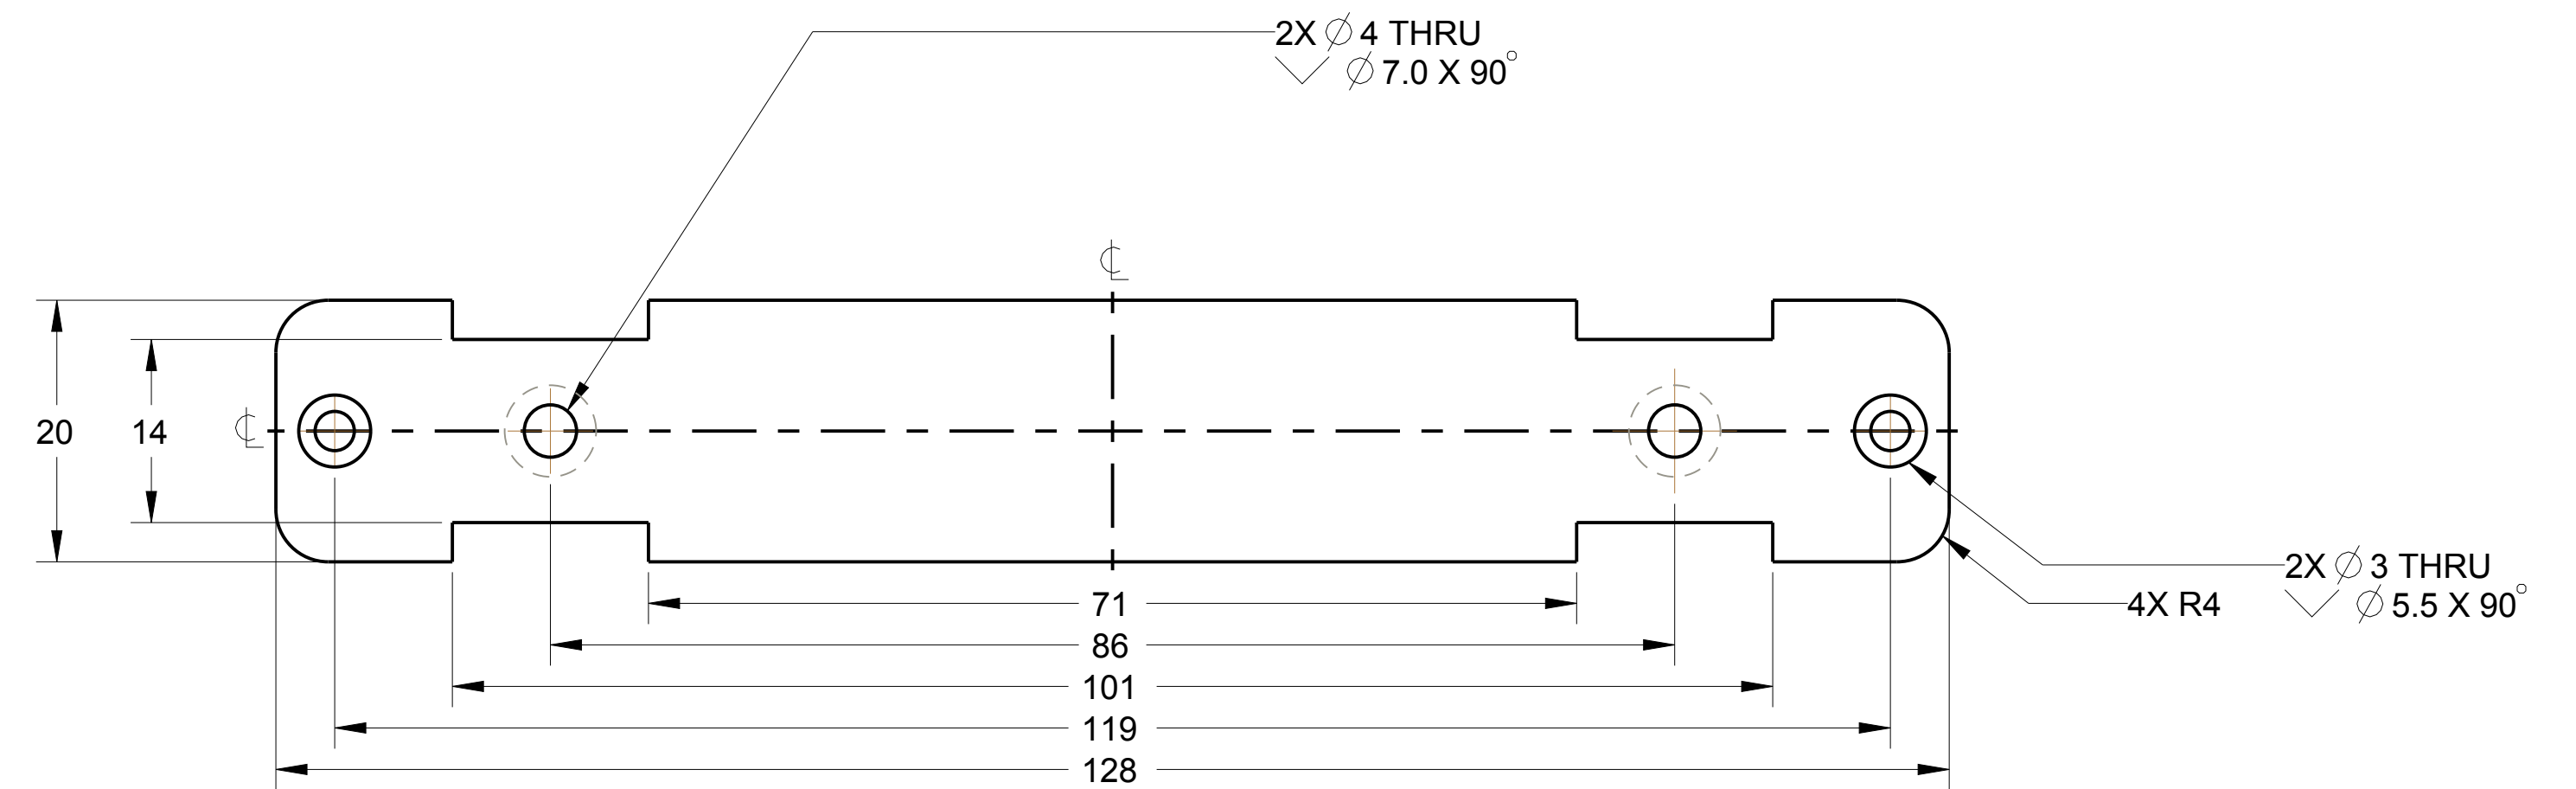 2X ∅ 4 THRU
⌵ ∅ 7.0 X 90°
℄
20
14
℄
2X ∅ 3 THRU
⌵ ∅ 5.5 X 90°
4X R4
71
86
101
119
128